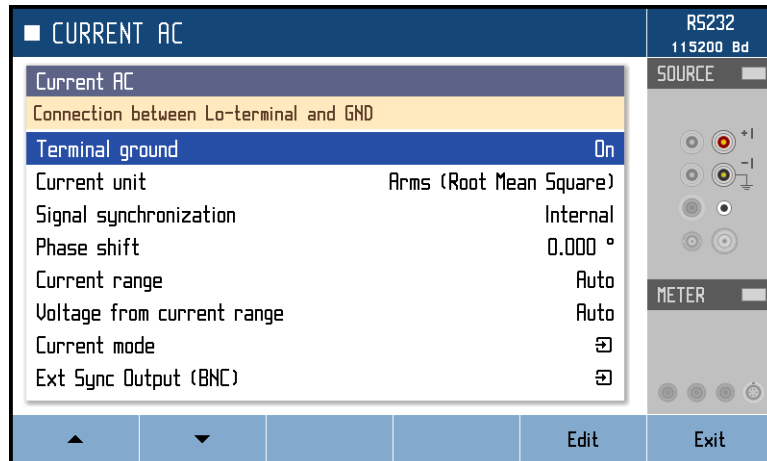 CURRENT AC
RS232
115200 Bd
Current AC
Connection between Lo-terminal and GND
Terminal ground On
Current unit Arms (Root Mean Square)
Signal synchronization Internal
Phase shift 0.000 °
Current range Auto
Voltage from current range Auto
Current mode
Ext Sync Output (BNC)
SOURCE
+I
-I
METER
Edit Exit